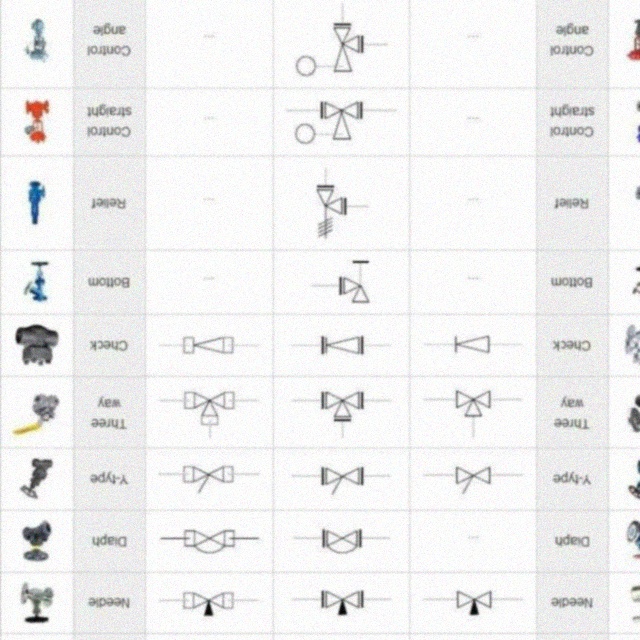 Needle
Needle
Diaph
Diaph
Y-type
Y-type
Three
way
Three
way
Check
Check
Bottom
Bottom
Relief
Relief
Control
straight
Control
straight
Control
angle
Control
angle